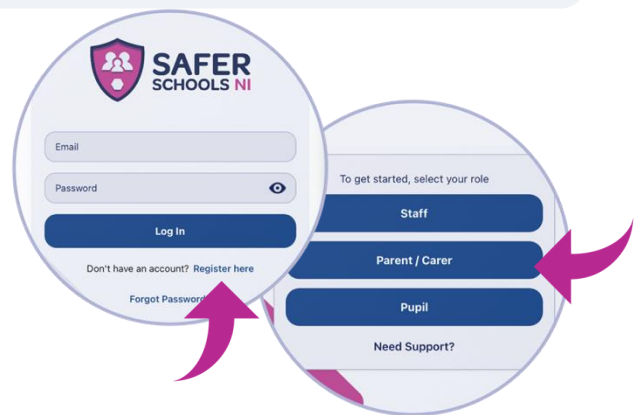 SAFER
SCHOOLS NI
Email
Password
Log In
Don't have an account? Register here
Forgot Password
To get started, select your role
Staff
Parent / Carer
Pupil
Need Support?